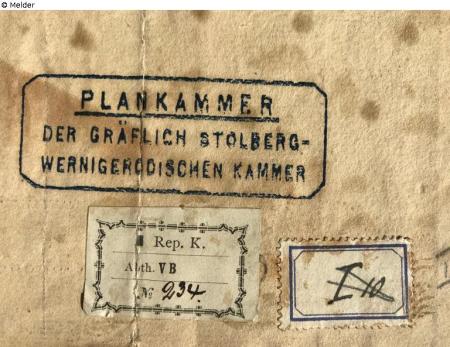 © Melder
PLANKAMMER
DER GRÄFLICH STOLBERG=
WERNIGERODISCHEN KAMMER
Rep. K.
Abth. VB
№ 234.